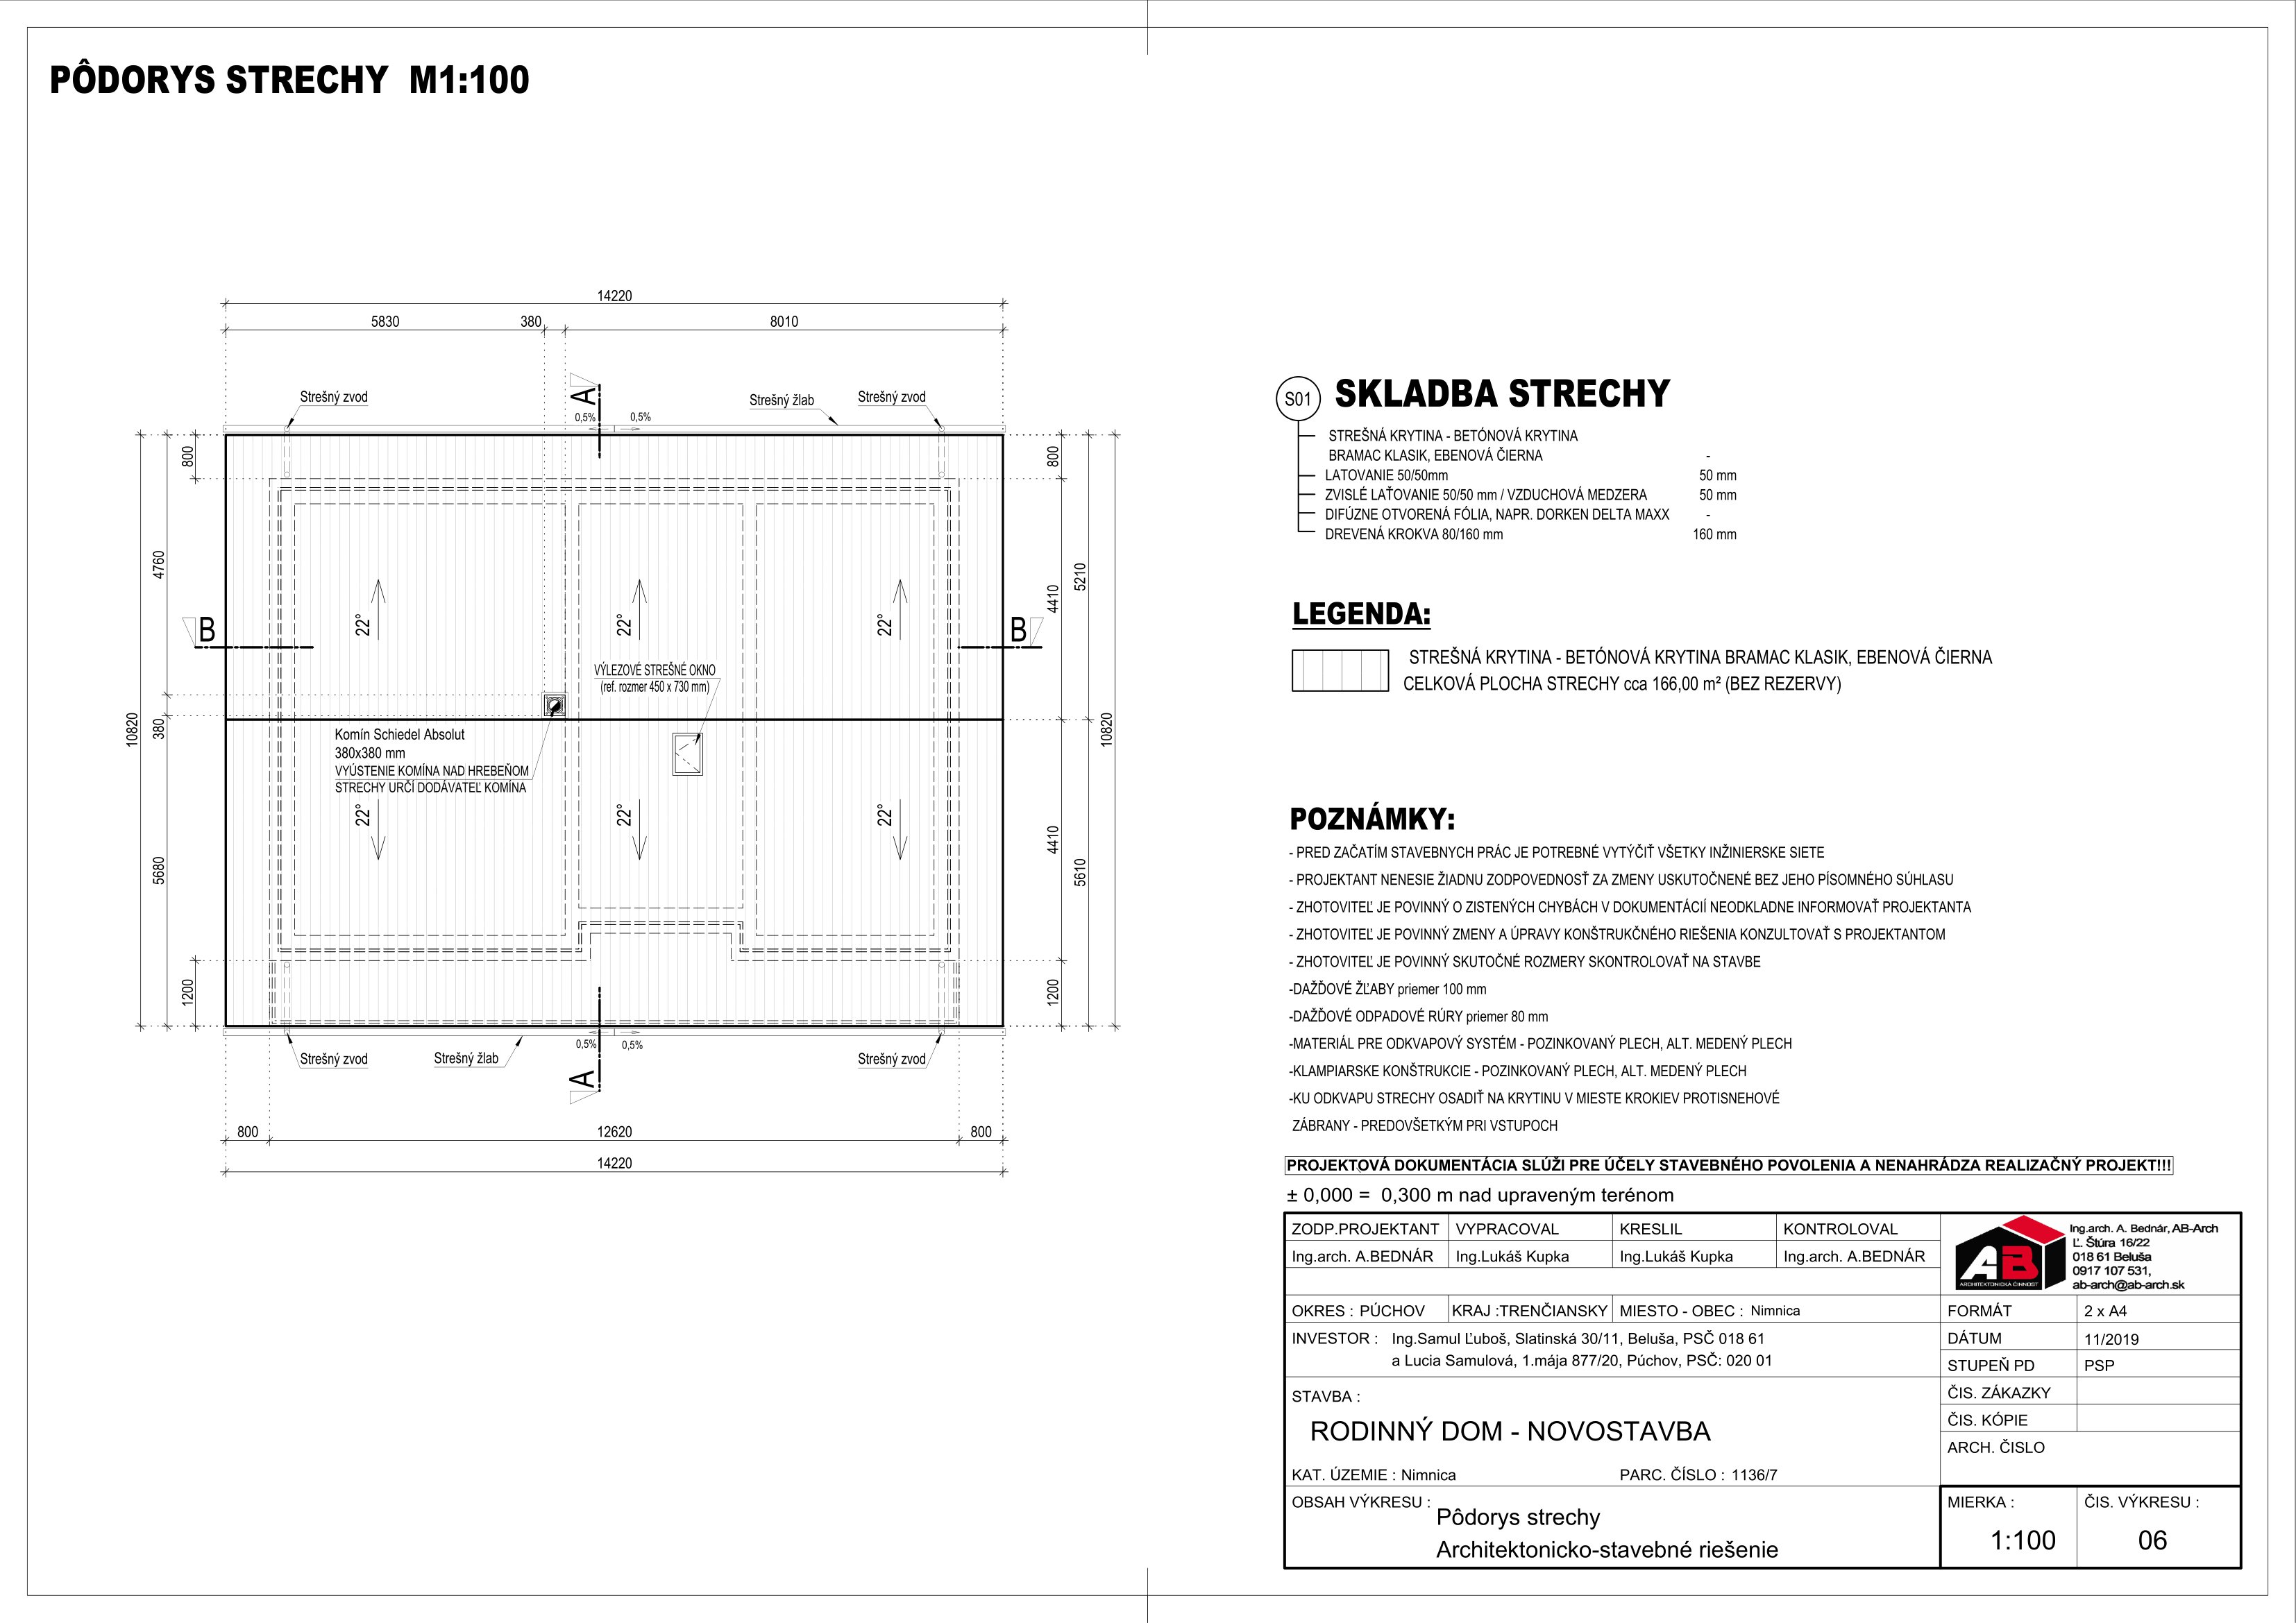 PÔDORYS STRECHY  M1:100
14220
5830
380
8010
Strešný zvod
A
Strešný žlab
Strešný zvod
0,5%
0,5%
800
800
4760
5210
4410
22°
22°
22°
B
B
VÝLEZOVÉ STREŠNÉ OKNO
(ref. rozmer 450 x 730 mm)
10820
380
10820
Komín Schiedel Absolut
380x380 mm
VYÚSTENIE KOMÍNA NAD HREBEŇOM
STRECHY URČÍ DODÁVATEĽ KOMÍNA
22°
22°
22°
5680
4410
5610
1200
1200
0,5%
0,5%
Strešný zvod
Strešný žlab
Strešný zvod
A
800
12620
800
14220
S01
SKLADBA STRECHY
STREŠNÁ KRYTINA - BETÓNOVÁ KRYTINA
BRAMAC KLASIK, EBENOVÁ ČIERNA -
LATOVANIE 50/50mm 50 mm
ZVISLÉ LAŤOVANIE 50/50 mm / VZDUCHOVÁ MEDZERA 50 mm
DIFÚZNE OTVORENÁ FÓLIA, NAPR. DORKEN DELTA MAXX -
DREVENÁ KROKVA 80/160 mm 160 mm
LEGENDA:
STREŠNÁ KRYTINA - BETÓNOVÁ KRYTINA BRAMAC KLASIK, EBENOVÁ ČIERNA
CELKOVÁ PLOCHA STRECHY cca 166,00 m² (BEZ REZERVY)
POZNÁMKY:
- PRED ZAČATÍM STAVEBNYCH PRÁC JE POTREBNÉ VYTÝČIŤ VŠETKY INŽINIERSKE SIETE
- PROJEKTANT NENESIE ŽIADNU ZODPOVEDNOSŤ ZA ZMENY USKUTOČNENÉ BEZ JEHO PÍSOMNÉHO SÚHLASU
- ZHOTOVITEĽ JE POVINNÝ O ZISTENÝCH CHYBÁCH V DOKUMENTÁCIÍ NEODKLADNE INFORMOVAŤ PROJEKTANTA
- ZHOTOVITEĽ JE POVINNÝ ZMENY A ÚPRAVY KONŠTRUKČNÉHO RIEŠENIA KONZULTOVAŤ S PROJEKTANTOM
- ZHOTOVITEĽ JE POVINNÝ SKUTOČNÉ ROZMERY SKONTROLOVAŤ NA STAVBE
-DAŽĎOVÉ ŽĽABY priemer 100 mm
-DAŽĎOVÉ ODPADOVÉ RÚRY priemer 80 mm
-MATERIÁL PRE ODKVAPOVÝ SYSTÉM - POZINKOVANÝ PLECH, ALT. MEDENÝ PLECH
-KLAMPIARSKE KONŠTRUKCIE - POZINKOVANÝ PLECH, ALT. MEDENÝ PLECH
-KU ODKVAPU STRECHY OSADIŤ NA KRYTINU V MIESTE KROKIEV PROTISNEHOVÉ
ZÁBRANY - PREDOVŠETKÝM PRI VSTUPOCH
PROJEKTOVÁ DOKUMENTÁCIA SLÚŽI PRE ÚČELY STAVEBNÉHO POVOLENIA A NENAHRÁDZA REALIZAČNÝ PROJEKT!!!
± 0,000 =  0,300 m nad upraveným terénom
ZODP.PROJEKTANT VYPRACOVAL KRESLIL KONTROLOVAL
Ing.arch. A.BEDNÁR Ing.Lukáš Kupka Ing.Lukáš Kupka Ing.arch. A.BEDNÁR
AB
ARCHITEKTONICKÁ ČINNOSŤ
Ing.arch. A. Bednár, AB-Arch
Ľ. Štúra 16/22
018 61 Beluša
0917 107 531,
ab-arch@ab-arch.sk
OKRES : PÚCHOV KRAJ :TRENČIANSKY MIESTO - OBEC : Nimnica
FORMÁT 2 x A4
INVESTOR : Ing.Samul Ľuboš, Slatinská 30/11, Beluša, PSČ 018 61
a Lucia Samulová, 1.mája 877/20, Púchov, PSČ: 020 01
DÁTUM 11/2019
STUPEŇ PD PSP
ČIS. ZÁKAZKY
ČIS. KÓPIE
ARCH. ČISLO
STAVBA :
RODINNÝ DOM - NOVOSTAVBA
KAT. ÚZEMIE : Nimnica PARC. ČÍSLO : 1136/7
OBSAH VÝKRESU :
Pôdorys strechy
Architektonicko-stavebné riešenie
MIERKA :
1:100
ČIS. VÝKRESU :
06